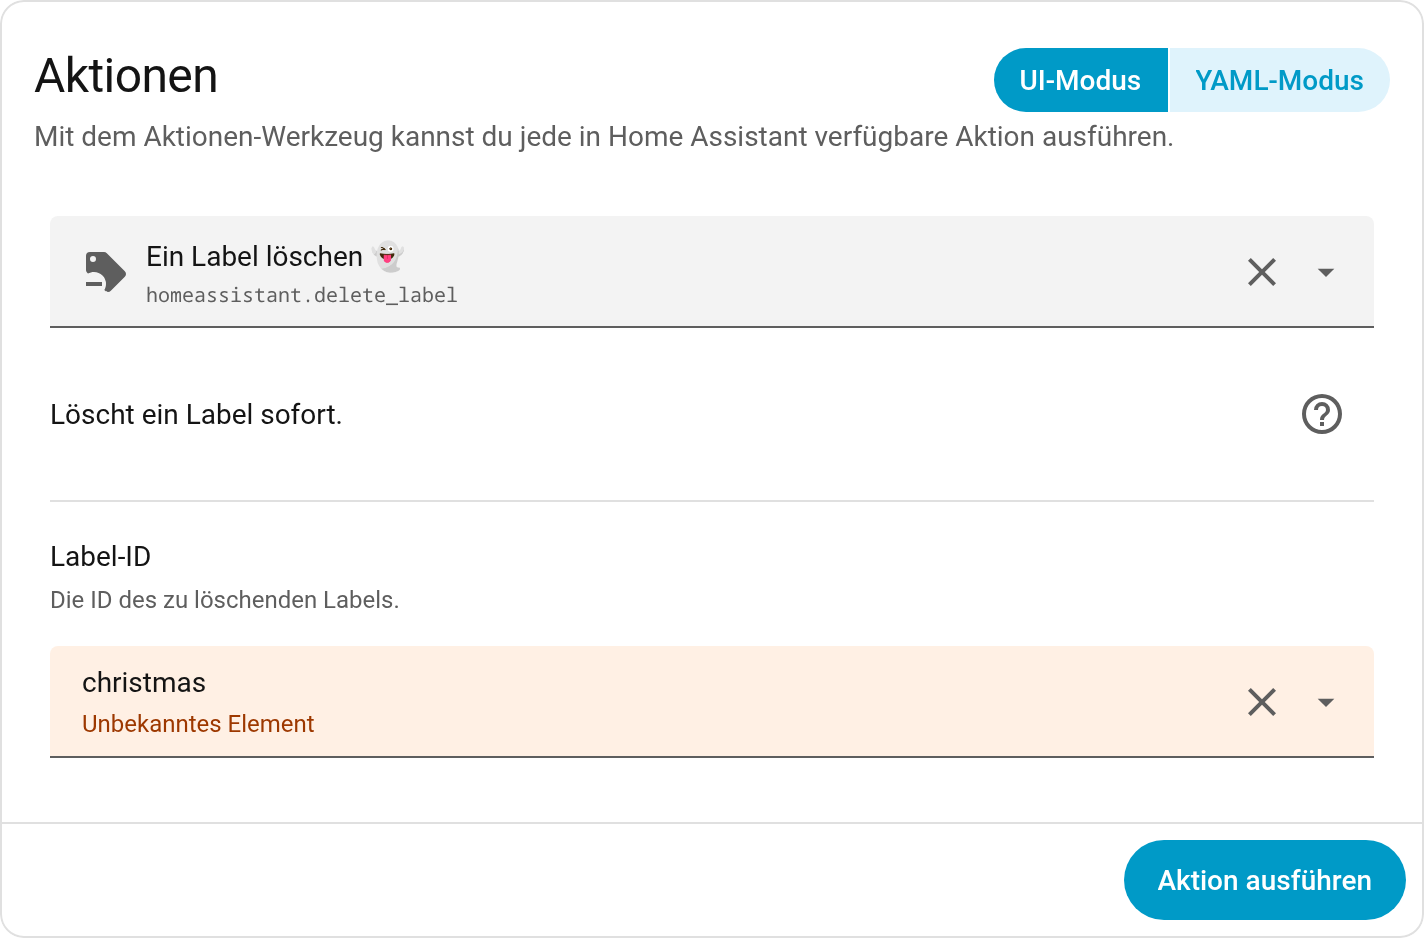 Aktionen
UI-Modus
YAML-Modus
Mit dem Aktionen-Werkzeug kannst du jede in Home Assistant verfügbare Aktion ausführen.
Ein Label löschen 👻
homeassistant.delete_label
Löscht ein Label sofort.
Label-ID
Die ID des zu löschenden Labels.
christmas
Unbekanntes Element
Aktion ausführen